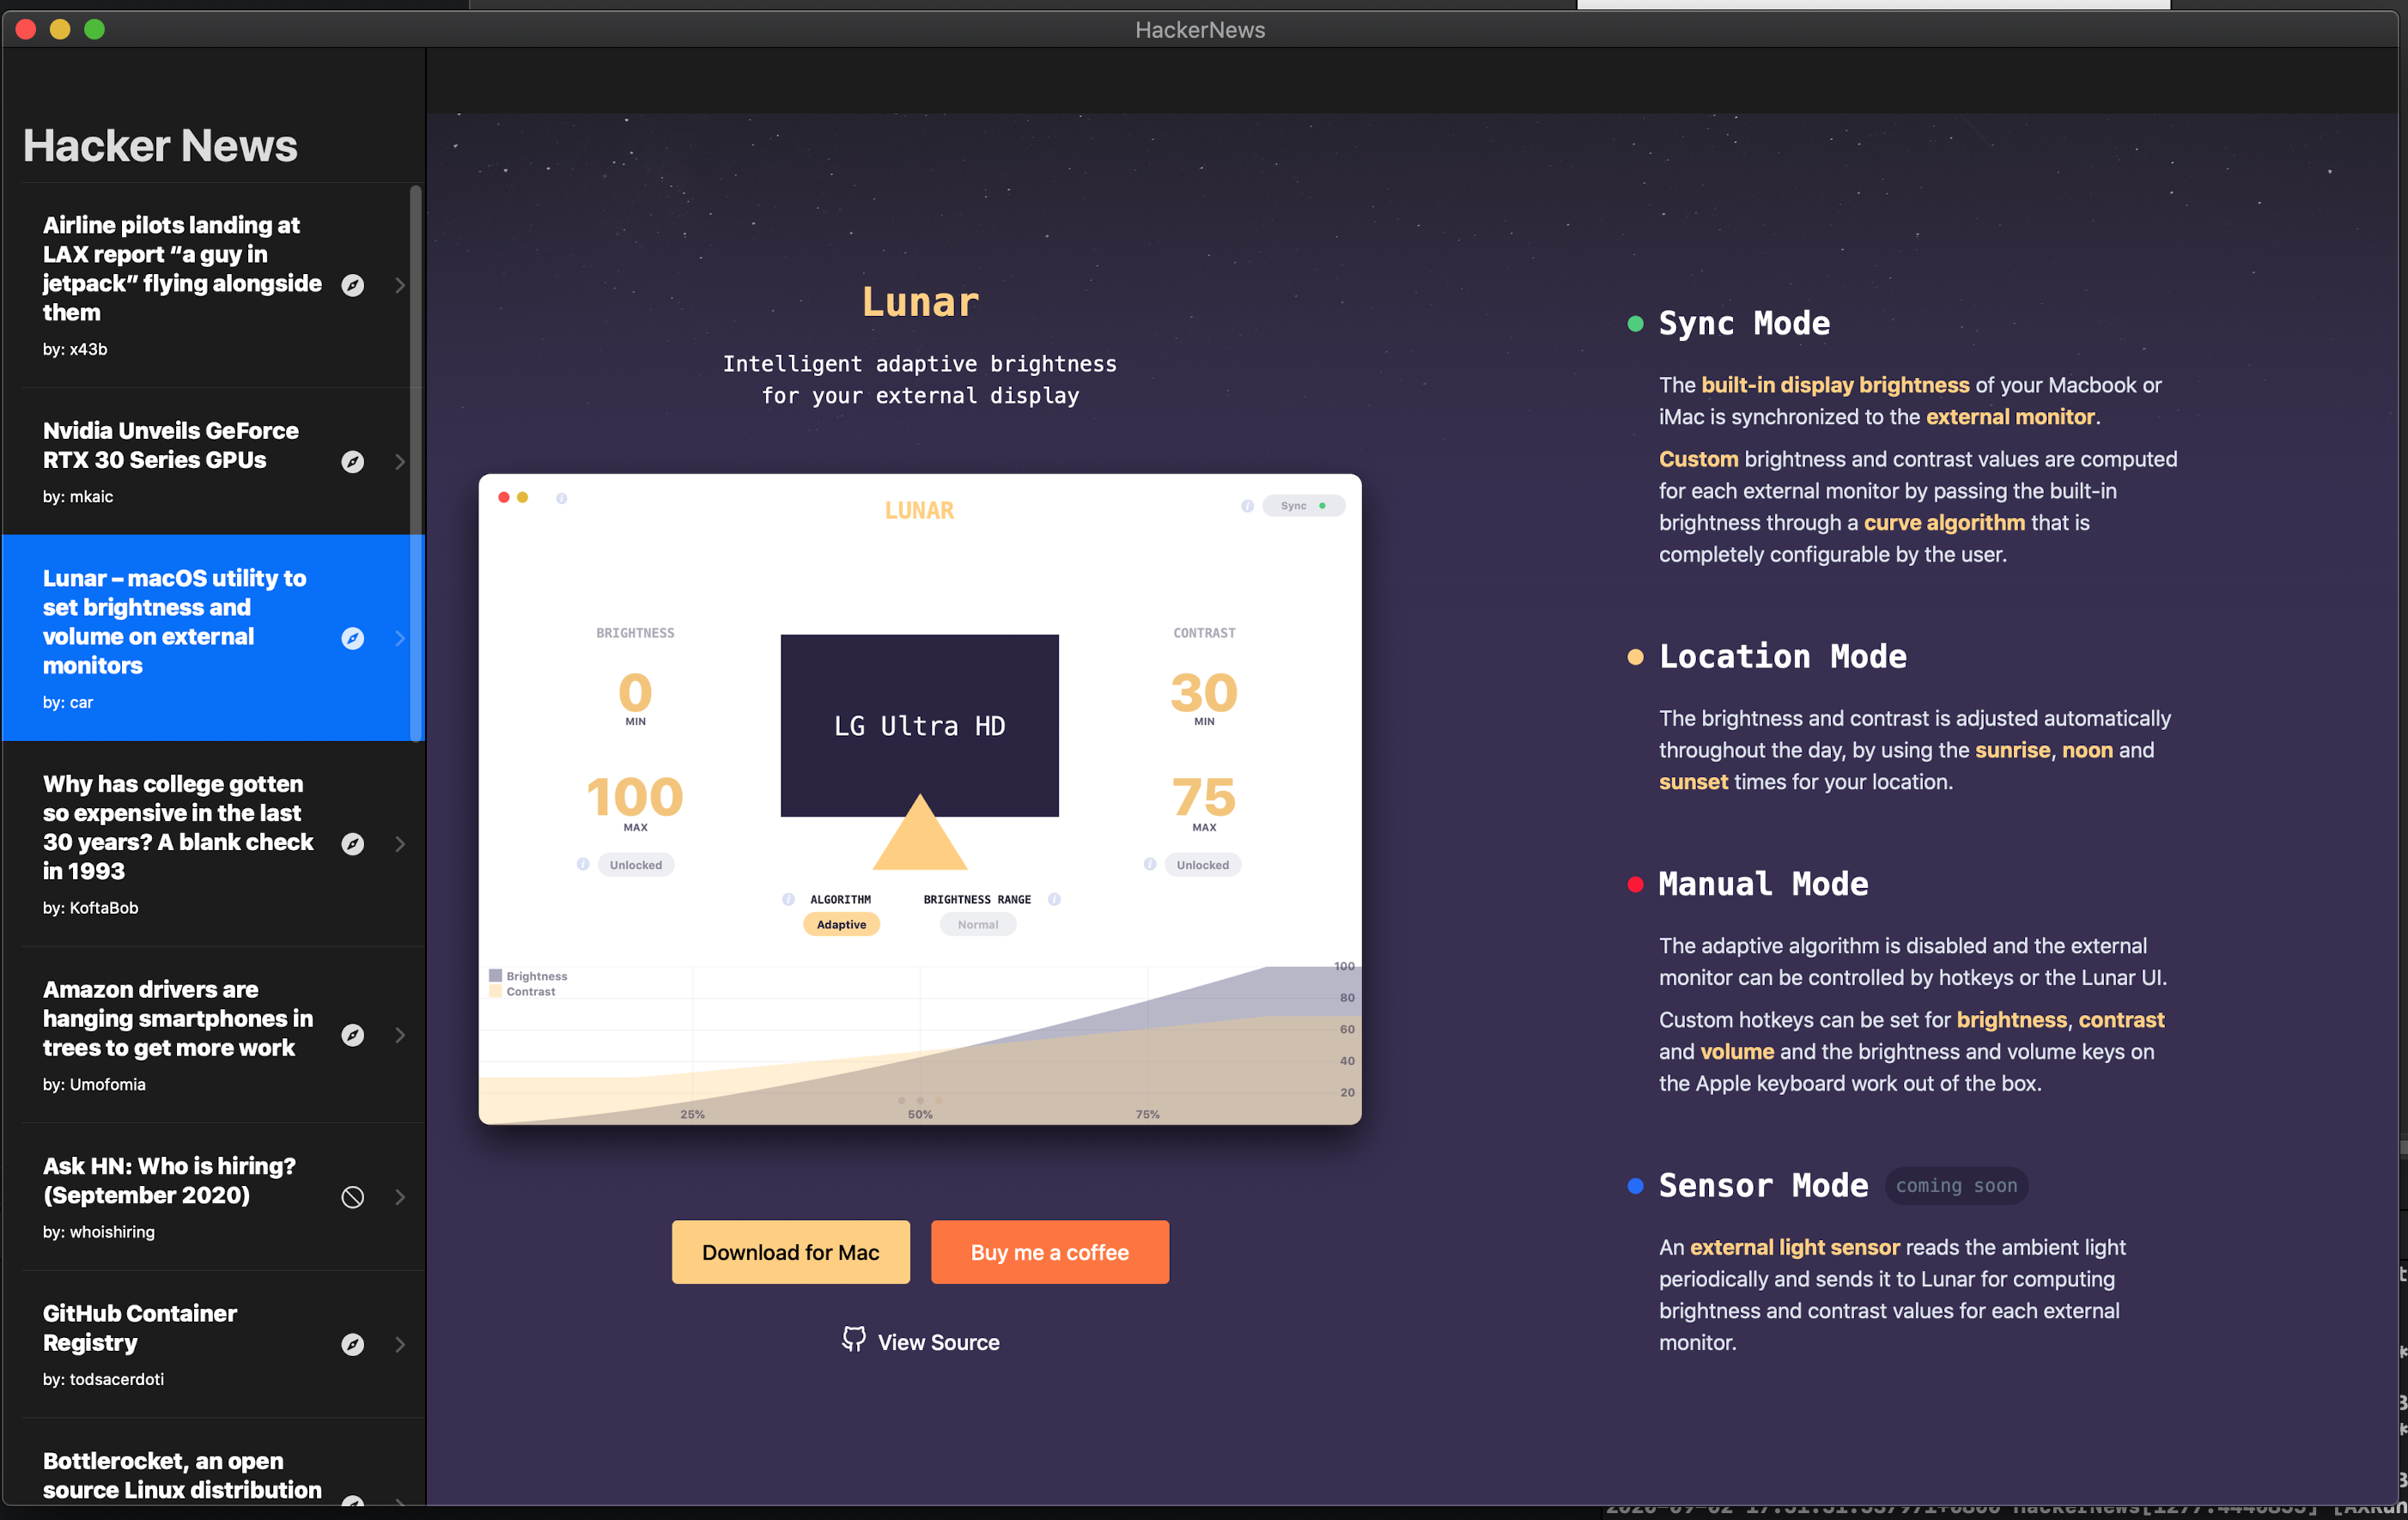 HackerNews
Hacker News
Airline pilots landing at
LAX report “a guy in
jetpack” flying alongside
them
by: x43b
Nvidia Unveils GeForce
RTX 30 Series GPUs
by: mkaic
Lunar – macOS utility to
set brightness and
volume on external
monitors
by: car
Why has college gotten
so expensive in the last
30 years? A blank check
in 1993
by: KoftaBob
Amazon drivers are
hanging smartphones in
trees to get more work
by: Umofomia
Ask HN: Who is hiring?
(September 2020)
by: whoishiring
GitHub Container
Registry
by: todsacerdoti
Bottlerocket, an open
source Linux distribution
Lunar
Intelligent adaptive brightness
for your external display
LUNAR
Sync
BRIGHTNESS
0
MIN
100
MAX
Unlocked
LG Ultra HD
CONTRAST
30
MIN
75
MAX
Unlocked
ALGORITHM
Adaptive
BRIGHTNESS RANGE
Normal
Brightness
Contrast
100
80
60
40
20
25%
50%
75%
Download for Mac
Buy me a coffee
View Source
Sync Mode
The built-in display brightness of your Macbook or
iMac is synchronized to the external monitor.
Custom brightness and contrast values are computed
for each external monitor by passing the built-in
brightness through a curve algorithm that is
completely configurable by the user.
Location Mode
The brightness and contrast is adjusted automatically
throughout the day, by using the sunrise, noon and
sunset times for your location.
Manual Mode
The adaptive algorithm is disabled and the external
monitor can be controlled by hotkeys or the Lunar UI.
Custom hotkeys can be set for brightness, contrast
and volume and the brightness and volume keys on
the Apple keyboard work out of the box.
Sensor Mode coming soon
An external light sensor reads the ambient light
periodically and sends it to Lunar for computing
brightness and contrast values for each external
monitor.